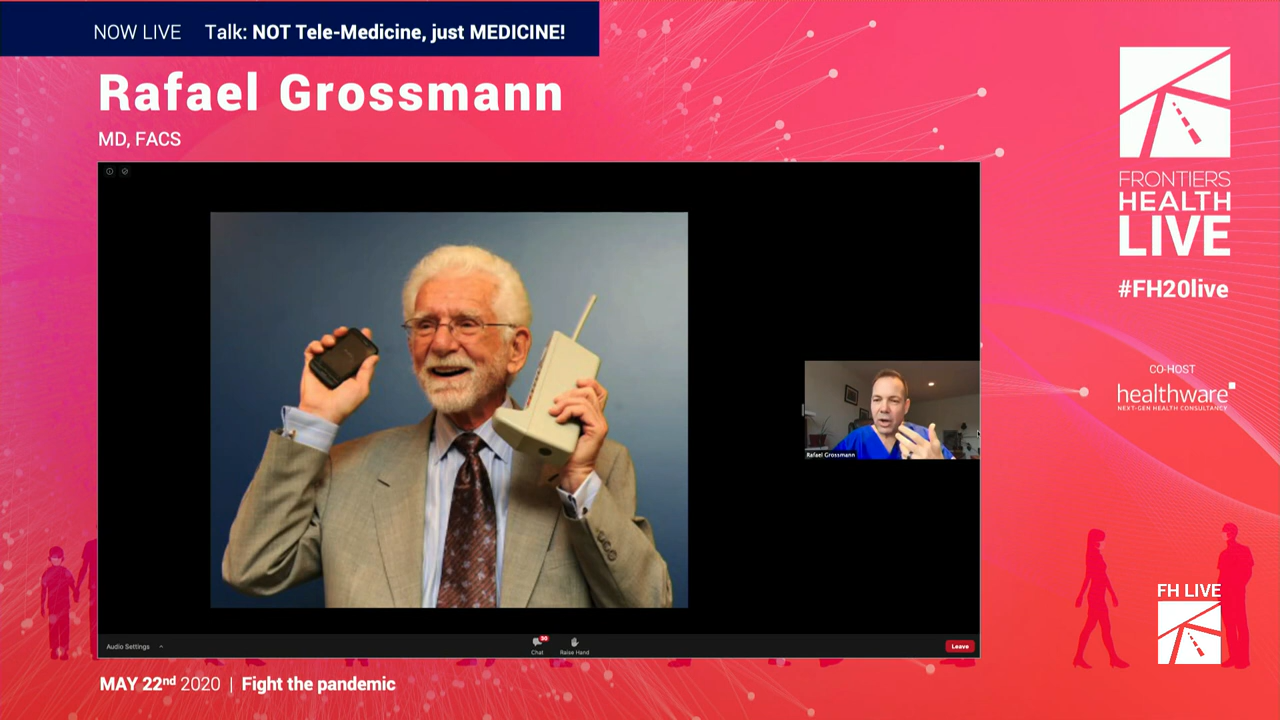 NOW LIVE Talk: NOT Tele-Medicine, just MEDICINE!
Rafael Grossmann
MD, FACS
FRONTIERS
HEALTH
LIVE
#FH20live
CO-HOST
healthware
NEXT-GEN HEALTH CONSULTANCY
Rafael Grossmann
FH LIVE
Audio Settings
30
Chat
Raise Hand
Leave
MAY 22nd 2020 | Fight the pandemic